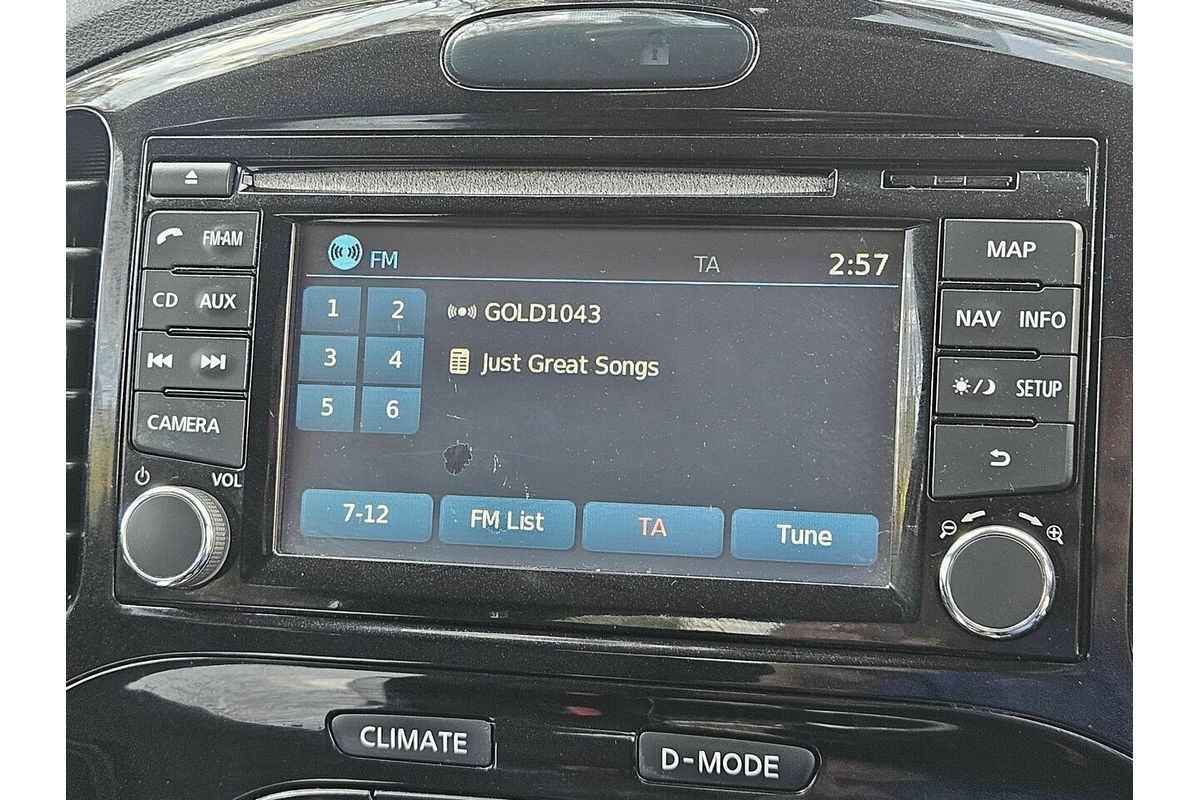 FM TA 2:57
FM·AM
CD AUX
CAMERA
VOL
1 2
3 4
5 6
GOLD1043
Just Great Songs
7-12 FM List TA Tune
MAP
NAV INFO
SETUP
CLIMATE D-MODE